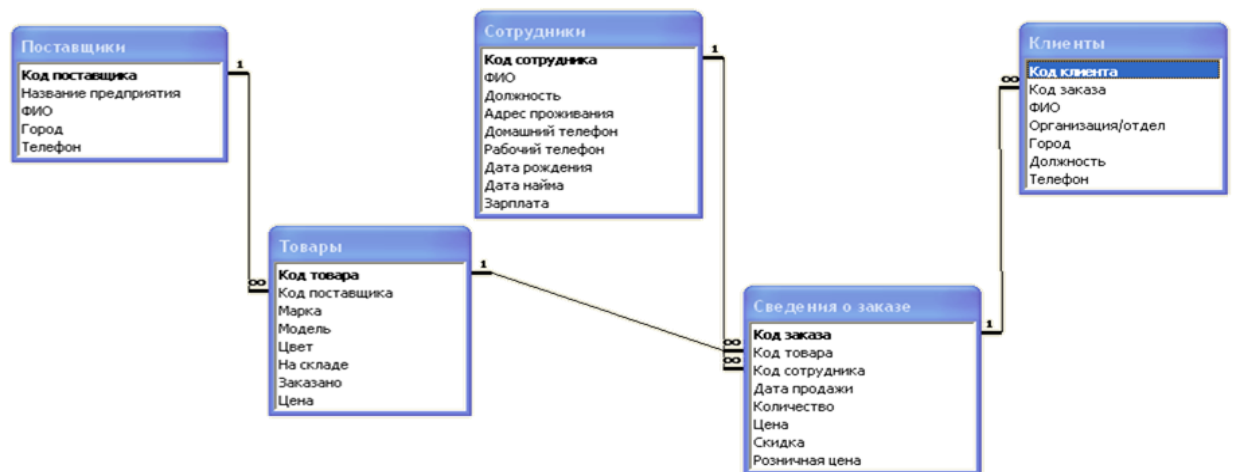 Поставщики
Код поставщика
Название предприятия
ФИО
Город
Телефон
1
∞
Сотрудники
Код сотрудника
ФИО
Должность
Адрес проживания
Домашний телефон
Рабочий телефон
Дата рождения
Дата найма
Зарплата
1
∞
Клиенты
Код клиента
Код заказа
ФИО
Организация/отдел
Город
Должность
Телефон
∞
Товары
Код товара
Код поставщика
Марка
Модель
Цвет
На складе
Заказано
Цена
1
∞
Сведения о заказе
Код заказа
Код товара
Код сотрудника
Дата продажи
Количество
Цена
Скидка
Розничная цена
1